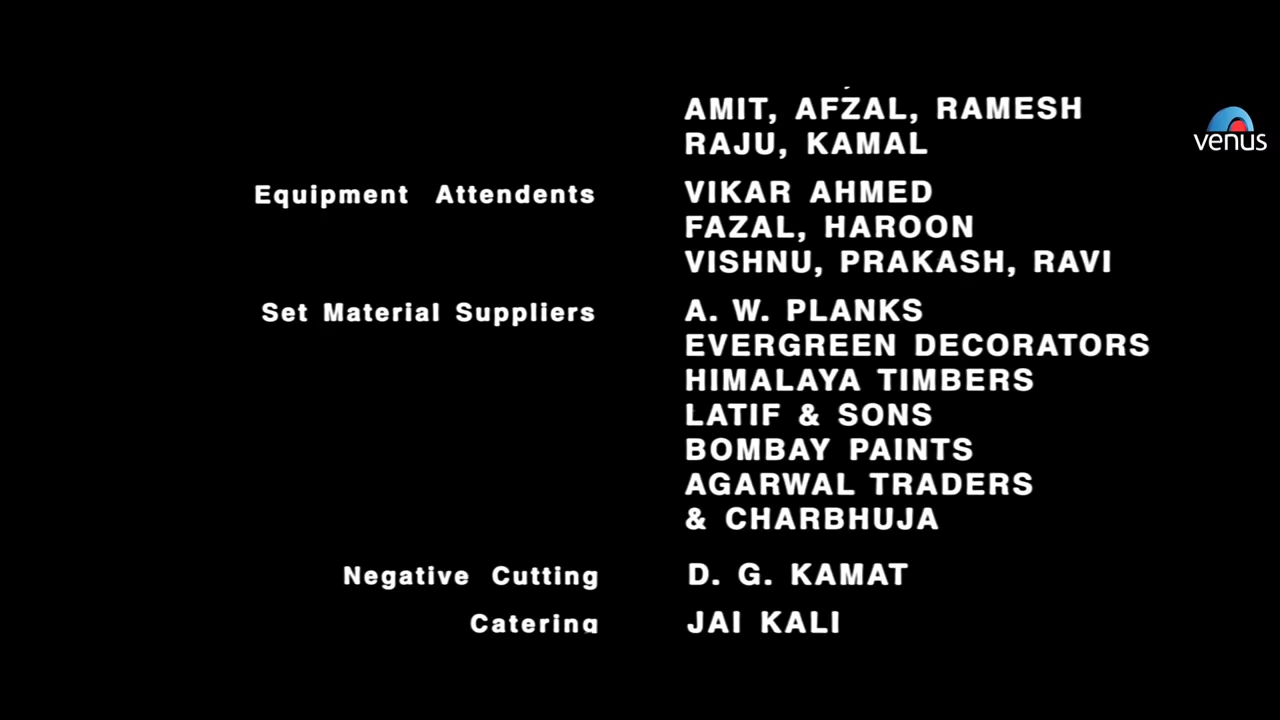 AMIT, AFZAL, RAMESH
RAJU, KAMAL
venus
Equipment Attendents VIKAR AHMED
FAZAL, HAROON
VISHNU, PRAKASH, RAVI
Set Material Suppliers A. W. PLANKS
EVERGREEN DECORATORS
HIMALAYA TIMBERS
LATIF & SONS
BOMBAY PAINTS
AGARWAL TRADERS
& CHARBHUJA
Negative Cutting D. G. KAMAT
Catering JAI KALI